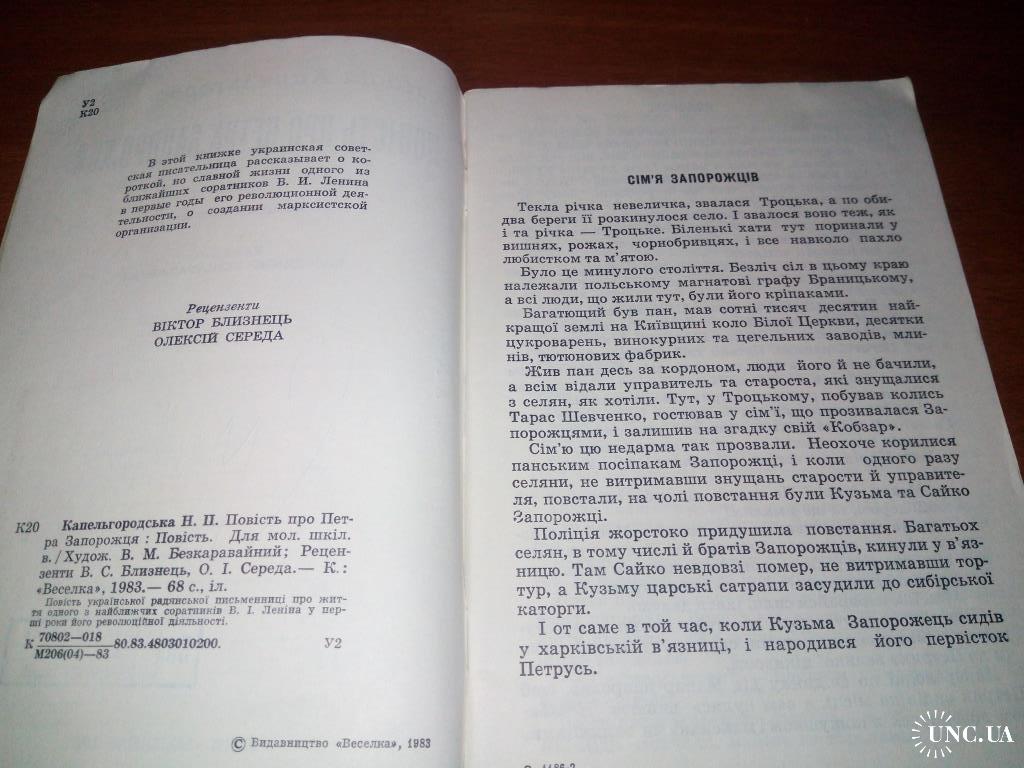 У2
К20
В этой книжке украинская совет-
ская писательница рассказывает о ко-
роткой, но славной жизни одного из
ближайших соратников В. И. Ленина
в первые годы его революционной дея-
тельности, о создании марксистской
организации.
Рецензенти
ВІКТОР БЛИЗНЕЦЬ
ОЛЕКСІЙ СЕРЕДА
К20 Капельгородська Н. П. Повість про Пет-
ра Запорожця : Повість. Для мол. шкіл.
в. / Худож. В. М. Безкаравайний; Рецен-
зенти В. С. Близнець, О. І. Середа.— К.:
«Веселка», 1983.— 68 с., іл.
Повість української радянської письменниці про жит-
тя одного з найближчих соратників В. І. Леніна у пер-
ші роки його революційної діяльності.
К 70802—018
М206(04)—83 80.83.4803010200. У2
© Видавництво «Веселка», 1983
СІМ'Я ЗАПОРОЖЦІВ
Текла річка невеличка, звалася Троцька, а по оби-
два береги її розкинулося село. І звалося воно теж, як
і та річка — Троцьке. Біленькі хати тут поринали у
вишнях, рожах, чорнобривцях, і все навколо пахло
любистком та м'ятою.
Було це минулого століття. Безліч сіл в цьому краю
належали польському магнатові графу Браницькому,
а всі люди, що жили тут, були його кріпаками.
Багатющий був пан, мав сотні тисяч десятин най-
кращої землі на Київщині коло Білої Церкви, десятки
цукроварень, винокурних та цегельних заводів, мли-
нів, тютюнових фабрик.
Жив пан десь за кордоном, люди його й не бачили,
а всім відали управитель та староста, які знущалися
з селян, як хотіли. Тут, у Троцькому, побував колись
Тарас Шевченко, гостював у сім'ї, що прозивалася За-
порожцями, і залишив на згадку свій «Кобзар».
Сім'ю цю недарма так прозвали. Неохоче корилися
панським посіпакам Запорожці, і коли одного разу
селяни, не витримавши знущань старости й управите-
ля, повстали, на чолі повстання були Кузьма та Сайко
Запорожці.
Поліція жорстоко придушила повстання. Багатьох
селян, в тому числі й братів Запорожців, кинули у в'яз-
ницю. Там Сайко невдовзі помер, не витримавши тор-
тур, а Кузьму царські сатрапи засудили до сибірської
каторги.
І от саме в той час, коли Кузьма Запорожець сидів
у харківській в'язниці, і народився його первісток
Петрусь.
UNC.UA